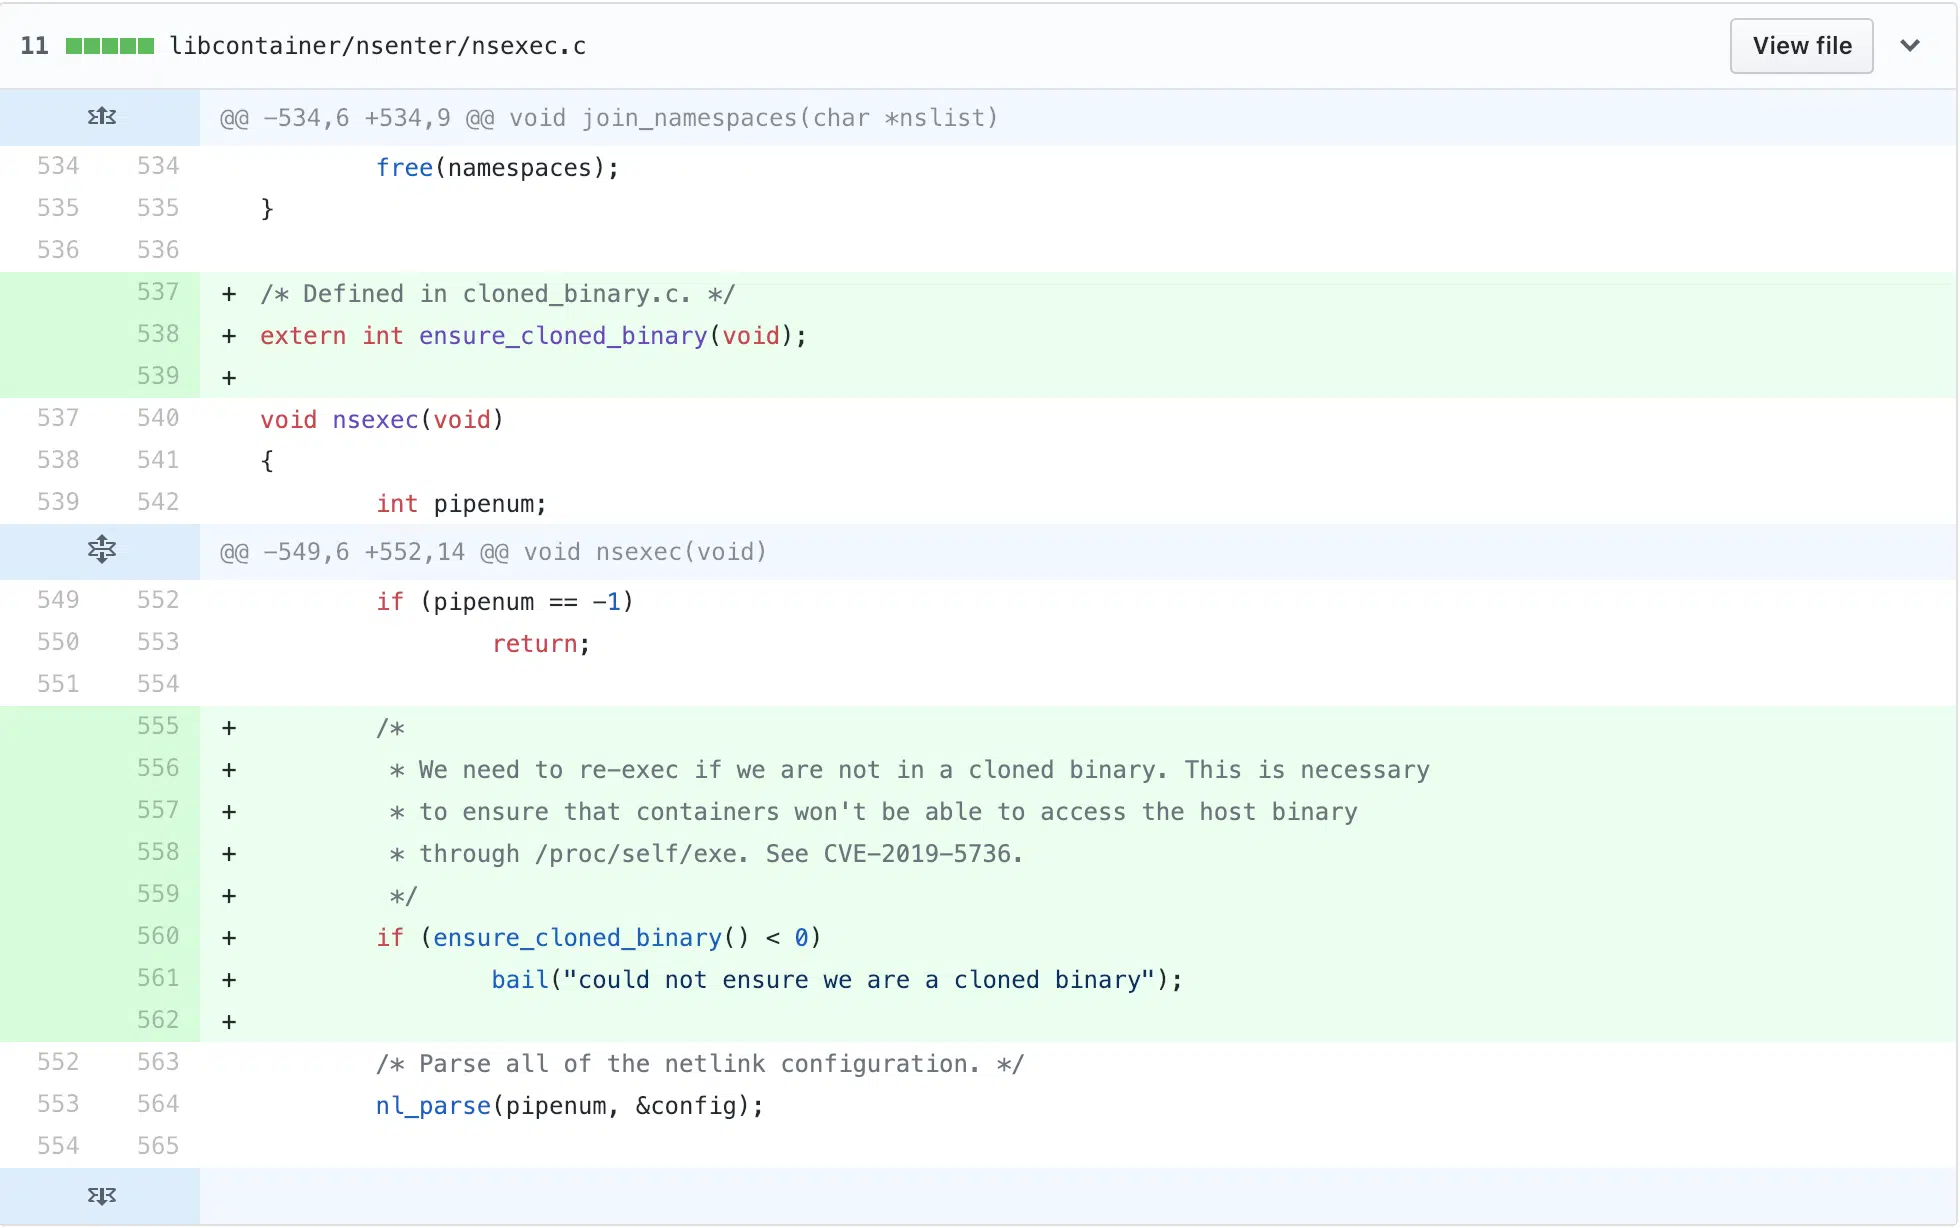 11 libcontainer/nsenter/nsexec.c View file
@@ -534,6 +534,9 @@ void join_namespaces(char *nslist)
534 534 free(namespaces);
535 535 }
536 536
537 + /* Defined in cloned_binary.c. */
538 + extern int ensure_cloned_binary(void);
539 +
537 540 void nsexec(void)
538 541 {
539 542 int pipenum;
@@ -549,6 +552,14 @@ void nsexec(void)
549 552 if (pipenum == -1)
550 553 return;
551 554
555 + /*
556 + * We need to re-exec if we are not in a cloned binary. This is necessary
557 + * to ensure that containers won't be able to access the host binary
558 + * through /proc/self/exe. See CVE-2019-5736.
559 + */
560 + if (ensure_cloned_binary() < 0)
561 + bail("could not ensure we are a cloned binary");
562 +
552 563 /* Parse all of the netlink configuration. */
553 564 nl_parse(pipenum, &config);
554 565